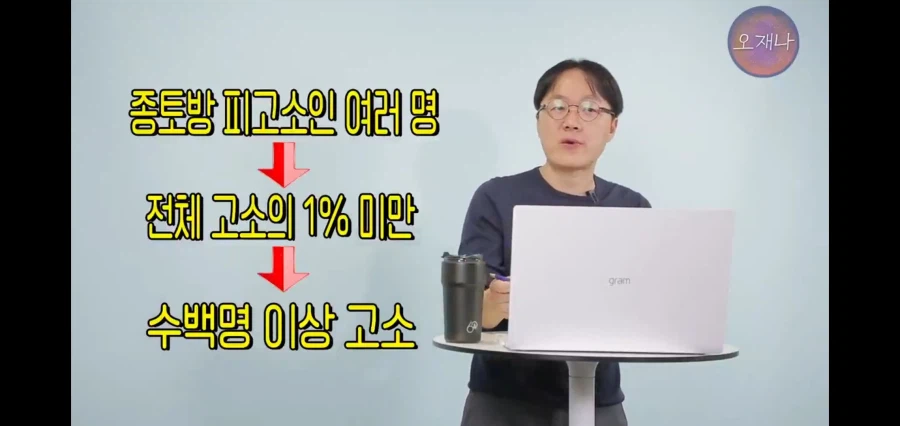 오재나
종토방 피고소인 여러 명
전체 고소의 1% 미만
수백명 이상 고소
gram